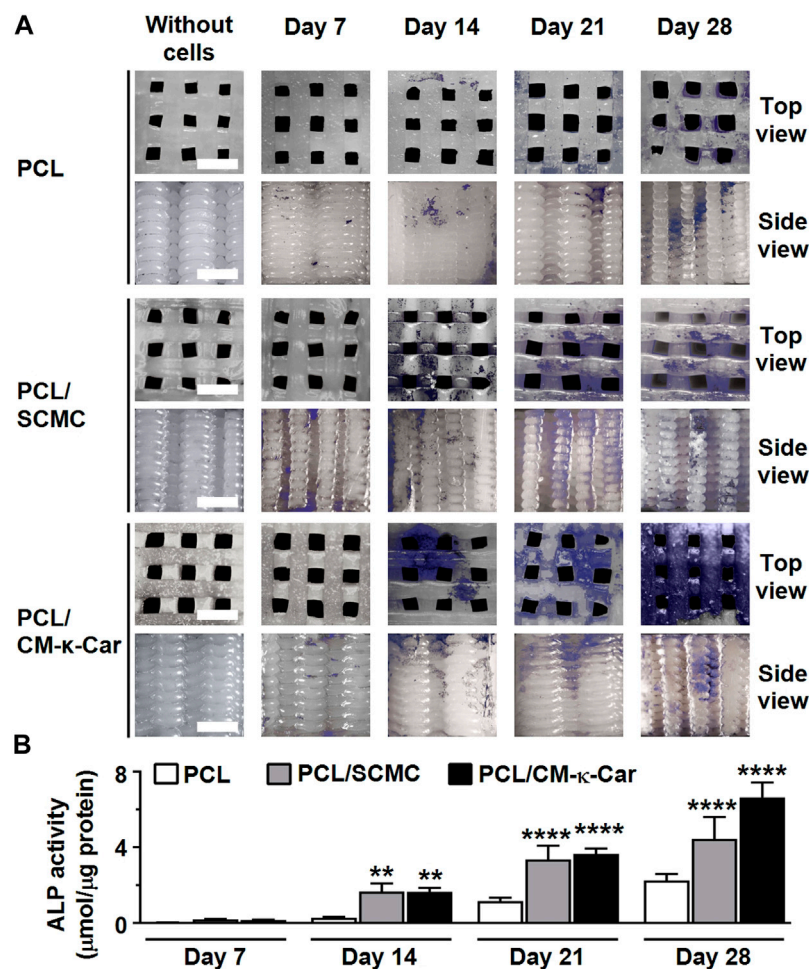 A
Without
cells
Day 7
Day 14
Day 21
Day 28
PCL
Top
view
Side
view
PCL/
SCMC
Top
view
Side
view
PCL/
CM-κ-Car
Top
view
Side
view
B
ALP activity
(μmol/μg protein)
8
4
0
PCL
PCL/SCMC
PCL/CM-κ-Car
**
**
****
****
****
****
Day 7
Day 14
Day 21
Day 28